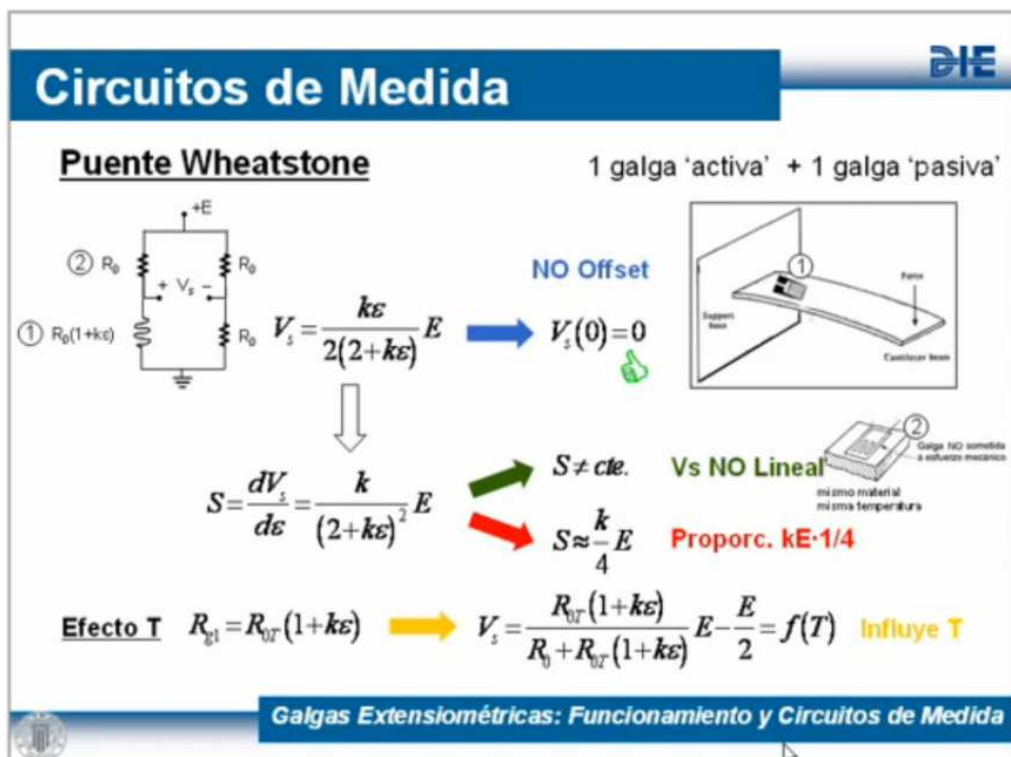 DIE
Circuitos de Medida
Puente Wheatstone
1 galga ‘activa’ + 1 galga ‘pasiva’
+E
② R₀
R₀
+ Vₛ −
① R₀(1+kε)
R₀
Vₛ = kε / 2(2+kε) E
NO Offset
Vₛ(0)=0
①
Support
base
Force
Cantilever beam
S = dVₛ/dε = k/(2+kε)² E
S ≠ cte.
Vs NO Lineal
S ≈ k/4 E
Proporc. kE·1/4
②
Galga NO sometida
a esfuerzo mecánico
mismo material
misma temperatura
Efecto T
R_g1 = R_0T(1+kε)
Vₛ = R_0T(1+kε) / R₀+R_0T(1+kε) E − E/2 = f(T)
Influye T
Galgas Extensiométricas: Funcionamiento y Circuitos de Medida